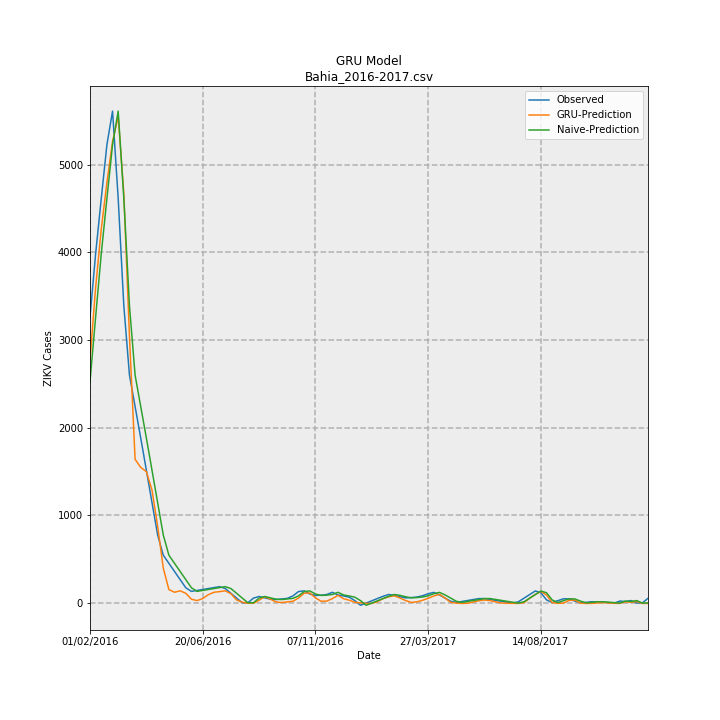 GRU Model
Bahia_2016-2017.csv
Observed
GRU-Prediction
Naive-Prediction
ZIKV Cases
5000
4000
3000
2000
1000
0
01/02/2016
20/06/2016
07/11/2016
27/03/2017
14/08/2017
Date